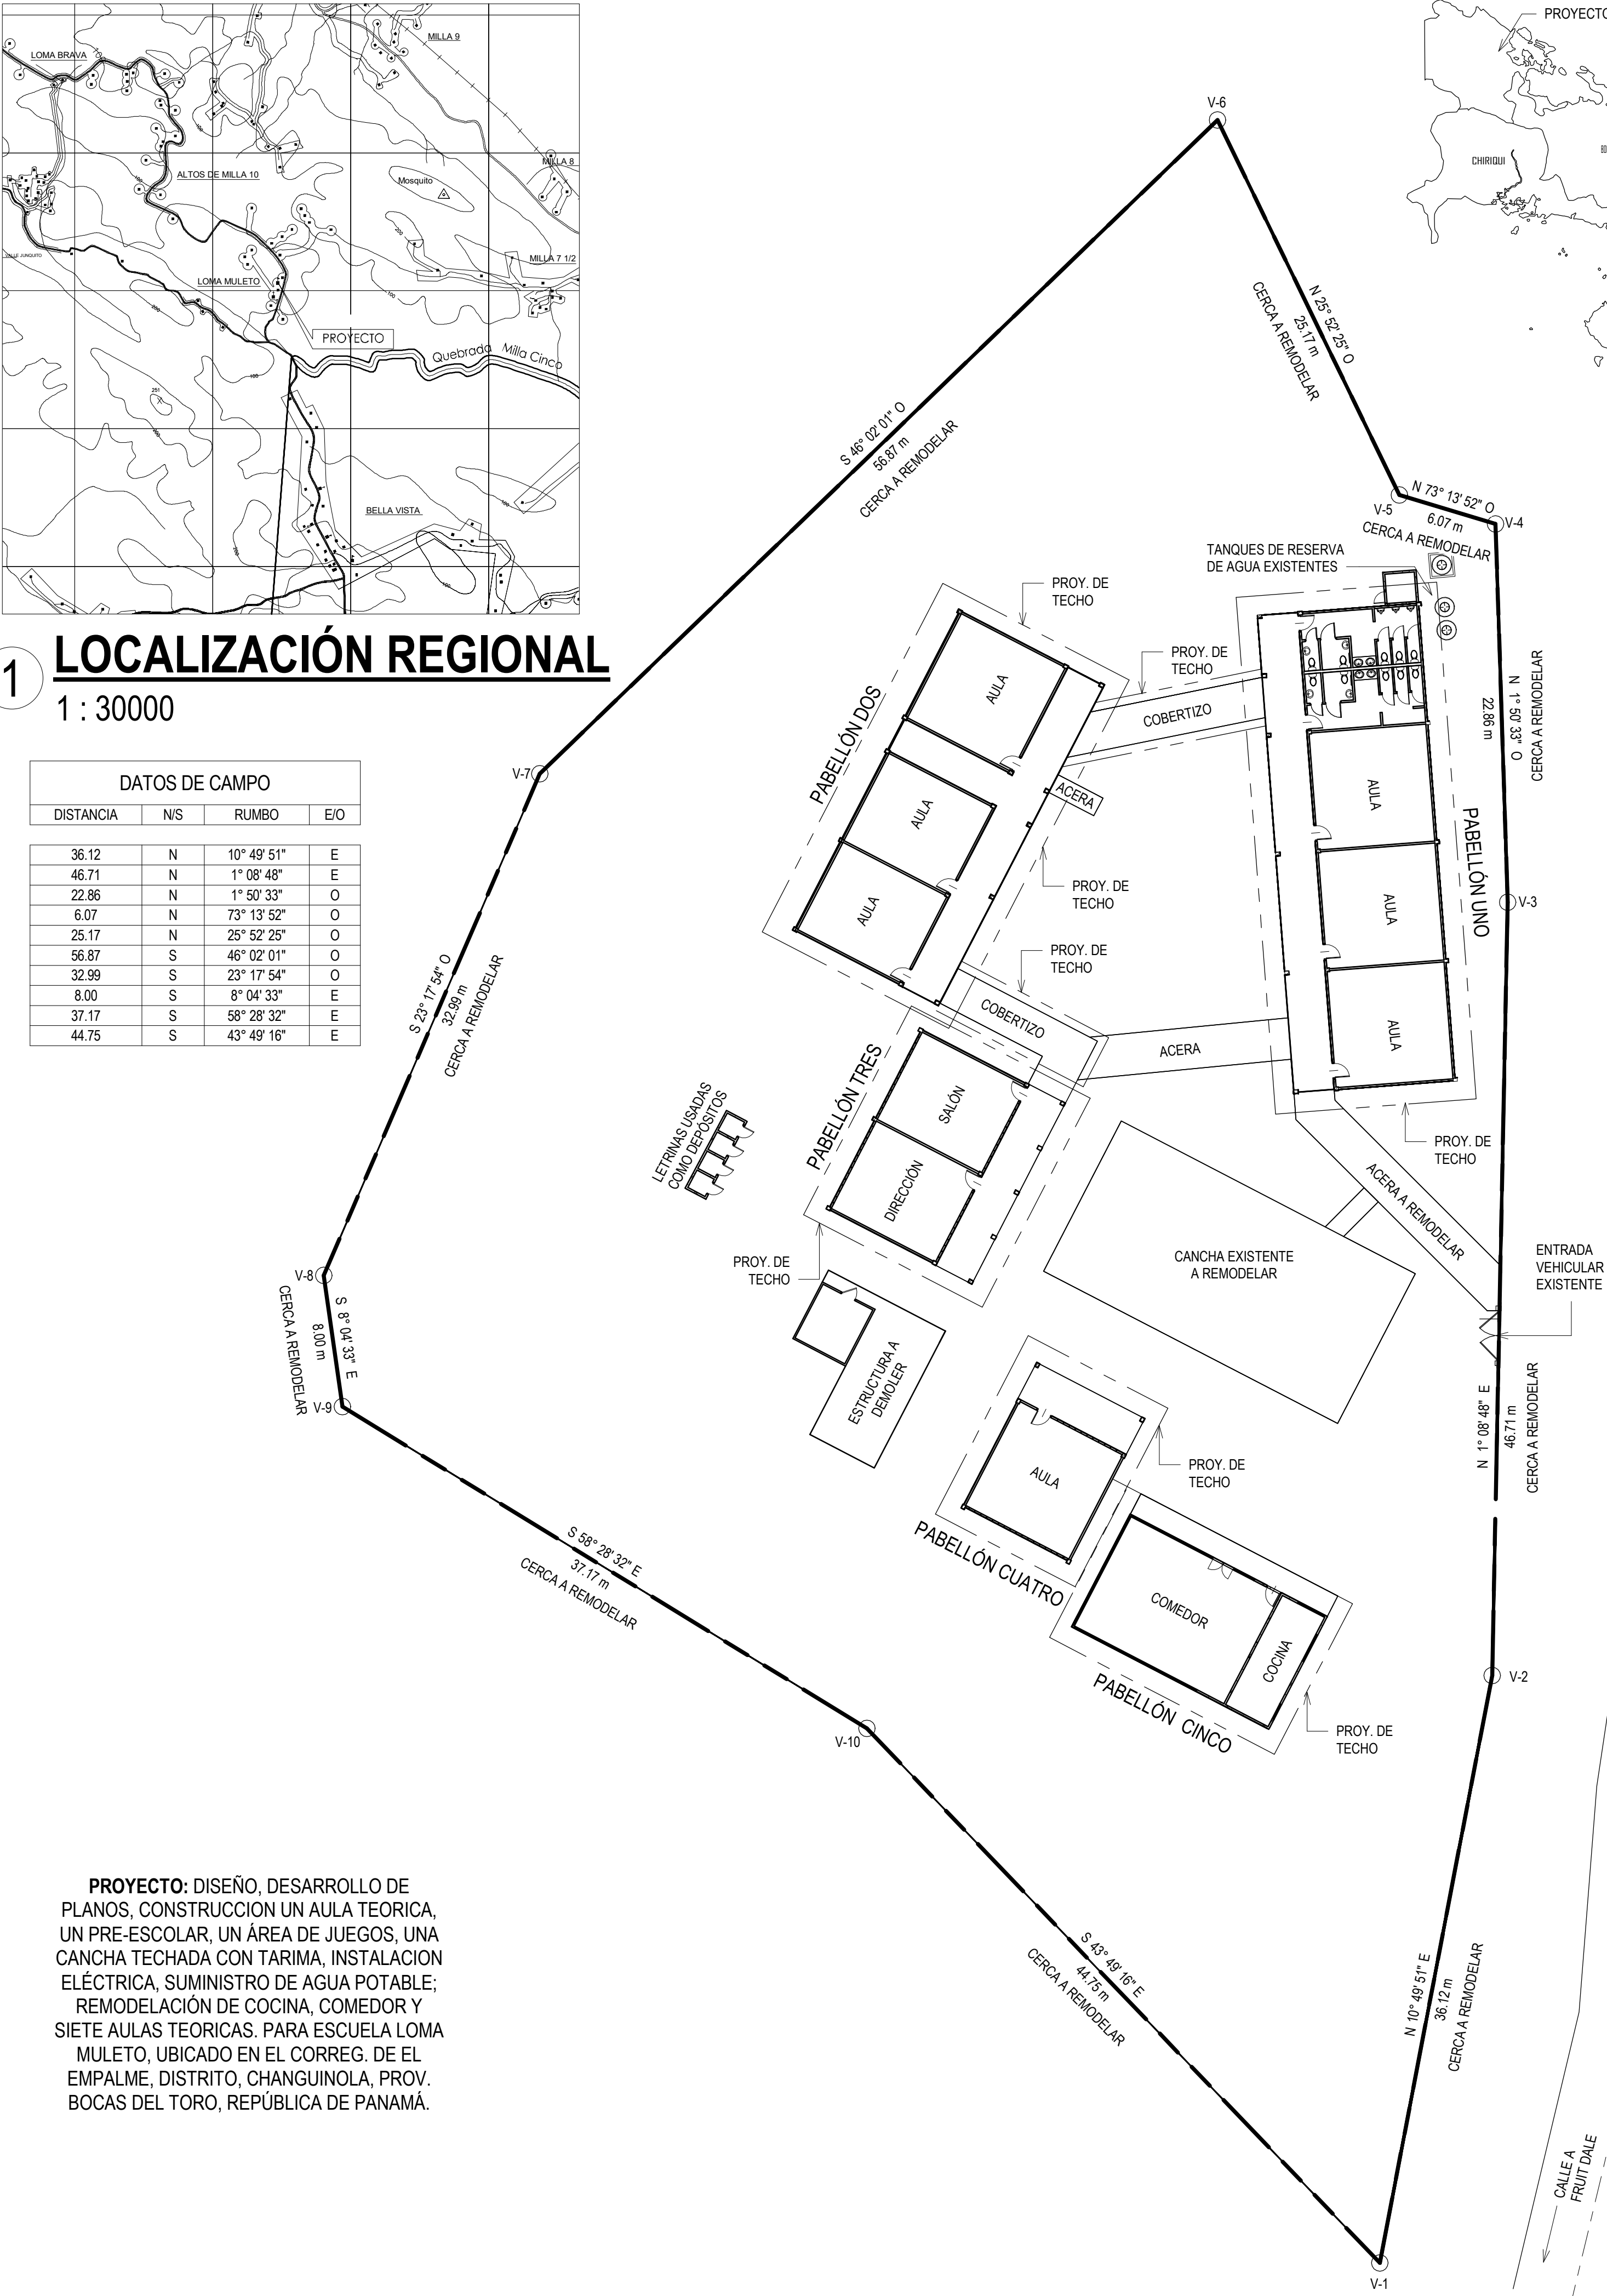 LOMA BRAVA
MILLA 9
ALTOS DE MILLA 10
Mosquito
MILLA 8
VALLE JUNQUITO
LOMA MULETO
MILLA 7 1/2
PROYECTO
Quebrada Milla Cinco
251
BELLA VISTA
1
LOCALIZACIÓN REGIONAL
1 : 30000
DATOS DE CAMPO
DISTANCIA N/S RUMBO E/O
36.12 N 10° 49' 51" E
46.71 N 1° 08' 48" E
22.86 N 1° 50' 33" O
6.07 N 73° 13' 52" O
25.17 N 25° 52' 25" O
56.87 S 46° 02' 01" O
32.99 S 23° 17' 54" O
8.00 S 8° 04' 33" E
37.17 S 58° 28' 32" E
44.75 S 43° 49' 16" E
PROYECTO
CHIRIQUI
V-6
N 25° 52' 25" O
25.17 m
CERCA A REMODELAR
S 46° 02' 01" O
56.87 m
CERCA A REMODELAR
V-5
N 73° 13' 52" O
6.07 m
CERCA A REMODELAR
V-4
TANQUES DE RESERVA
DE AGUA EXISTENTES
PROY. DE
TECHO
PROY. DE
TECHO
COBERTIZO
PABELLÓN DOS
AULA
AULA
AULA
ACERA
PROY. DE
TECHO
PROY. DE
TECHO
COBERTIZO
ACERA
PABELLÓN UNO
AULA
AULA
AULA
N 1° 50' 33" O
22.86 m
CERCA A REMODELAR
V-3
V-7
S 23° 17' 54" O
32.99 m
CERCA A REMODELAR
PABELLÓN TRES
SALÓN
DIRECCIÓN
LETRINAS USADAS
COMO DEPÓSITOS
PROY. DE
TECHO
PROY. DE
TECHO
ACERA A REMODELAR
CANCHA EXISTENTE
A REMODELAR
ENTRADA
VEHICULAR
EXISTENTE
V-8
S 8° 04' 33" E
8.00 m
CERCA A REMODELAR
V-9
ESTRUCTURA A
DEMOLER
N 1° 08' 48" E
46.71 m
CERCA A REMODELAR
AULA
PROY. DE
TECHO
PABELLÓN CUATRO
COMEDOR
COCINA
PABELLÓN CINCO
PROY. DE
TECHO
V-2
S 58° 28' 32" E
37.17 m
CERCA A REMODELAR
V-10
S 43° 49' 16" E
44.75 m
CERCA A REMODELAR
N 10° 49' 51" E
36.12 m
CERCA A REMODELAR
V-1
CALLE A
FRUIT DALE
PROYECTO: DISEÑO, DESARROLLO DE
PLANOS, CONSTRUCCION UN AULA TEORICA,
UN PRE-ESCOLAR, UN ÁREA DE JUEGOS, UNA
CANCHA TECHADA CON TARIMA, INSTALACION
ELÉCTRICA, SUMINISTRO DE AGUA POTABLE;
REMODELACIÓN DE COCINA, COMEDOR Y
SIETE AULAS TEORICAS. PARA ESCUELA LOMA
MULETO, UBICADO EN EL CORREG. DE EL
EMPALME, DISTRITO, CHANGUINOLA, PROV.
BOCAS DEL TORO, REPÚBLICA DE PANAMÁ.